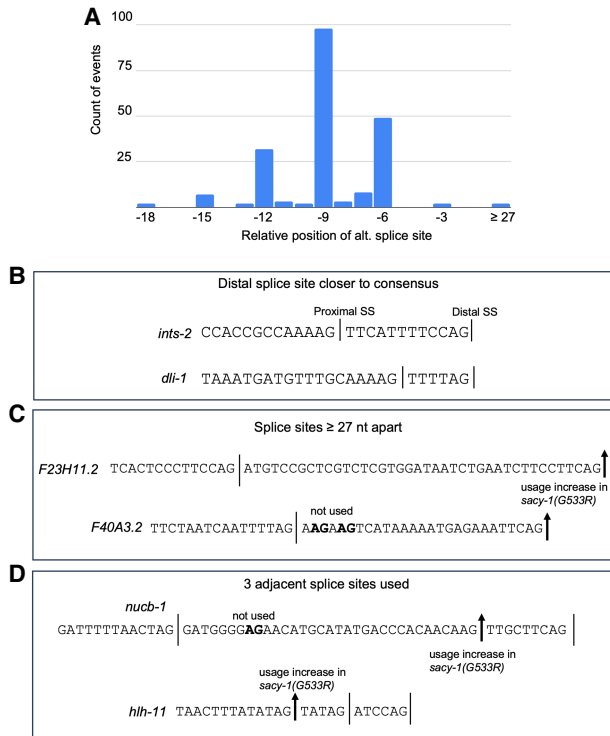 A
Count of events
100
75
50
25
-18 -15 -12 -9 -6 -3 ≥ 27
Relative position of alt. splice site
B
Distal splice site closer to consensus
Proximal SS Distal SS
ints-2 CCACCGCCAAAAG TTCATTTTCCAG
dli-1 TAAATGATGTTTGCAAAAG TTTTAG
C
Splice sites ≥ 27 nt apart
F23H11.2 TCACTCCCTTCCAG ATGTCCGCTCGTCTCGTGGATAATCTGAATCTTCCTTCAG
usage increase in
sacy-1(G533R)
not used
F40A3.2 TTCTAATCAATTTTAG AAGAAGTCATAAAAATGAGAAATTCAG
D
3 adjacent splice sites used
nucb-1
not used
GATTTTTAACTAG GATGGGGAGAACATGCATATGACCCACAACAAG TTGCTTCAG
usage increase in
sacy-1(G533R)
usage increase in
sacy-1(G533R)
hlh-11 TAACTTTATATAG TATAG ATCCAG